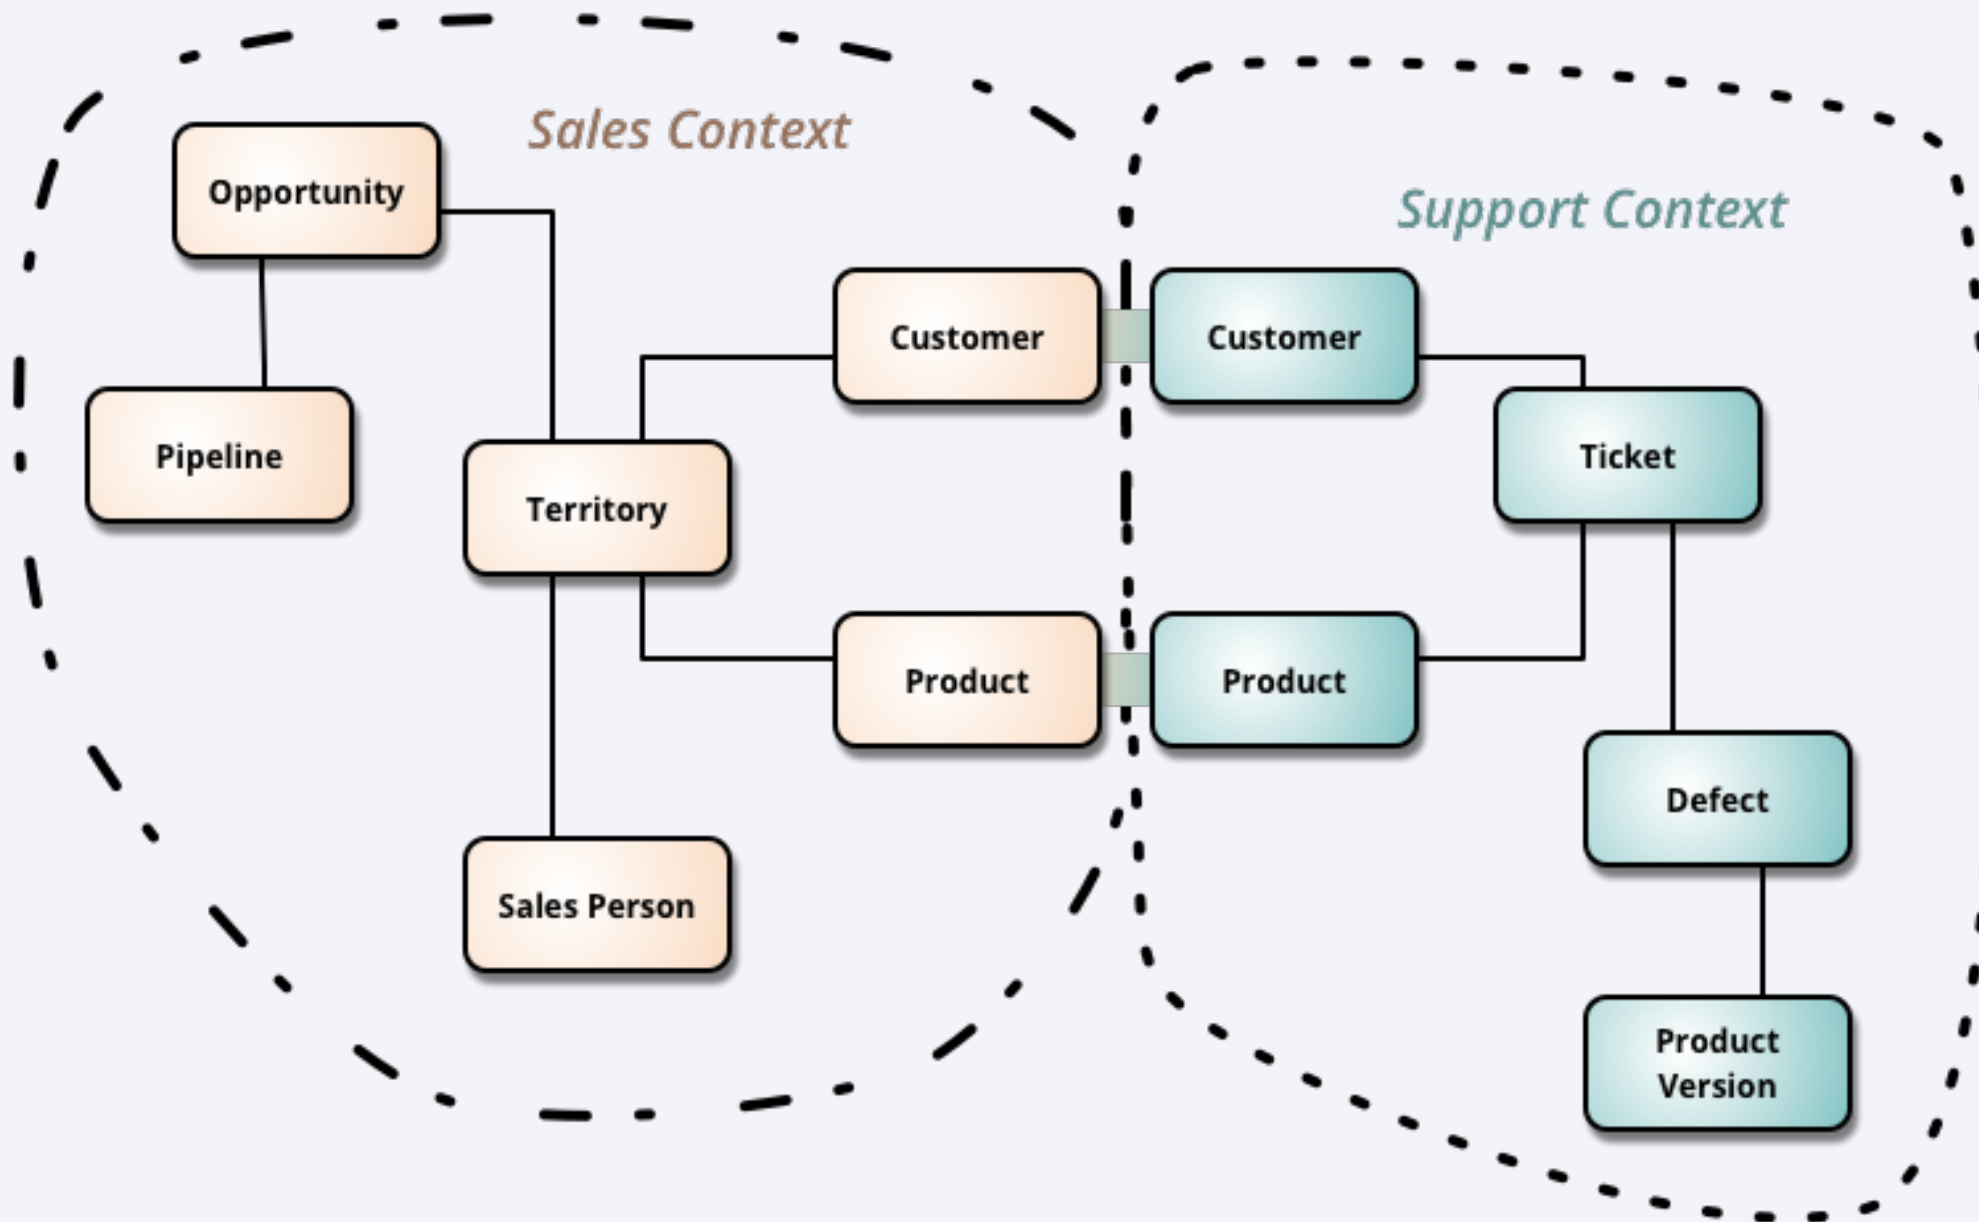 Sales Context
Opportunity
Pipeline
Territory
Customer
Product
Sales Person
Support Context
Customer
Ticket
Product
Defect
Product
Version